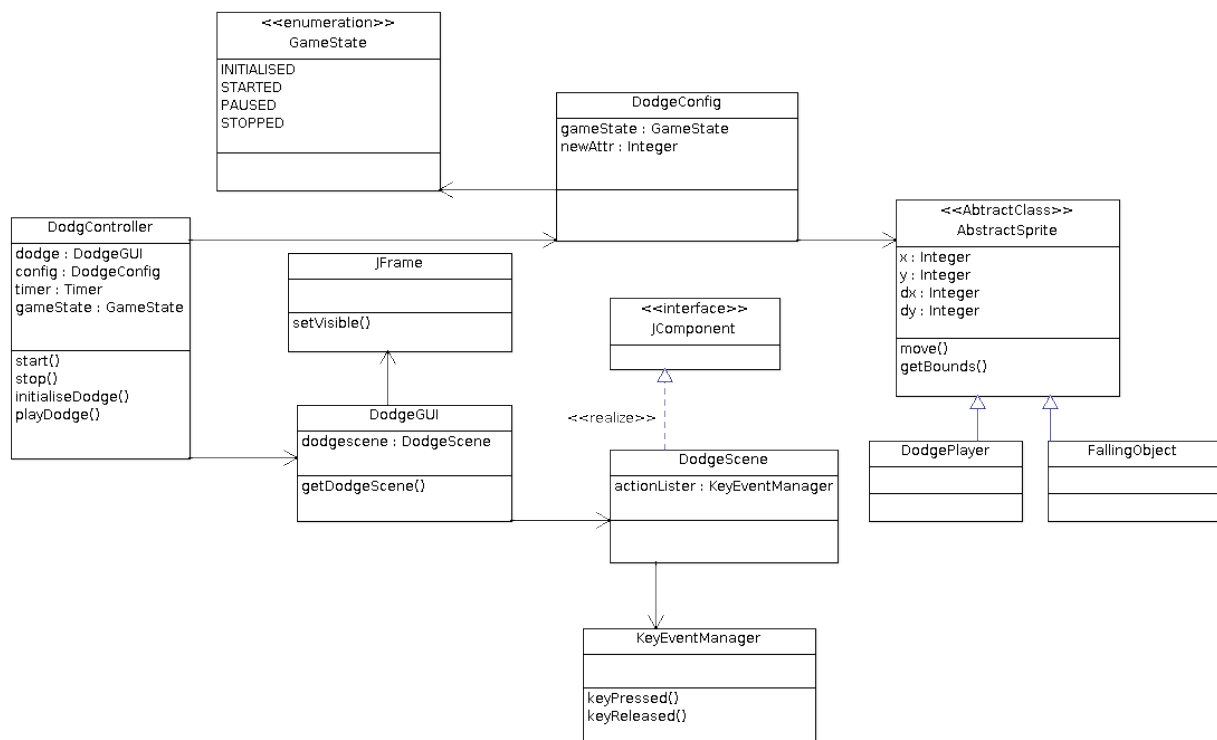 <<enumeration>>
GameState
INITIALISED
STARTED
PAUSED
STOPPED
DodgeConfig
gameState : GameState
newAttr : Integer
DodgController
dodge : DodgeGUI
config : DodgeConfig
timer : Timer
gameState : GameState
start()
stop()
initialiseDodge()
playDodge()
JFrame
setVisible()
<<interface>>
JComponent
<<AbtractClass>>
AbstractSprite
x : Integer
y : Integer
dx : Integer
dy : Integer
move()
getBounds()
<<realize>>
DodgeGUI
dodgescene : DodgeScene
getDodgeScene()
DodgeScene
actionLister : KeyEventManager
DodgePlayer
FallingObject
KeyEventManager
keyPressed()
keyReleased()